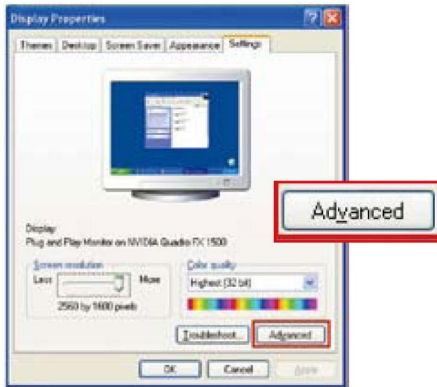 Display Properties
Themes Desktop Screen Saver Appearance Settings
Advanced
Display:
Plug and Play Monitor on NVIDIA Quadro FX 1500
Screen resolution
Less More
2560 by 1600 pixels
Color quality
Highest (32 bit)
Troubleshoot... Advanced
OK Cancel Apply